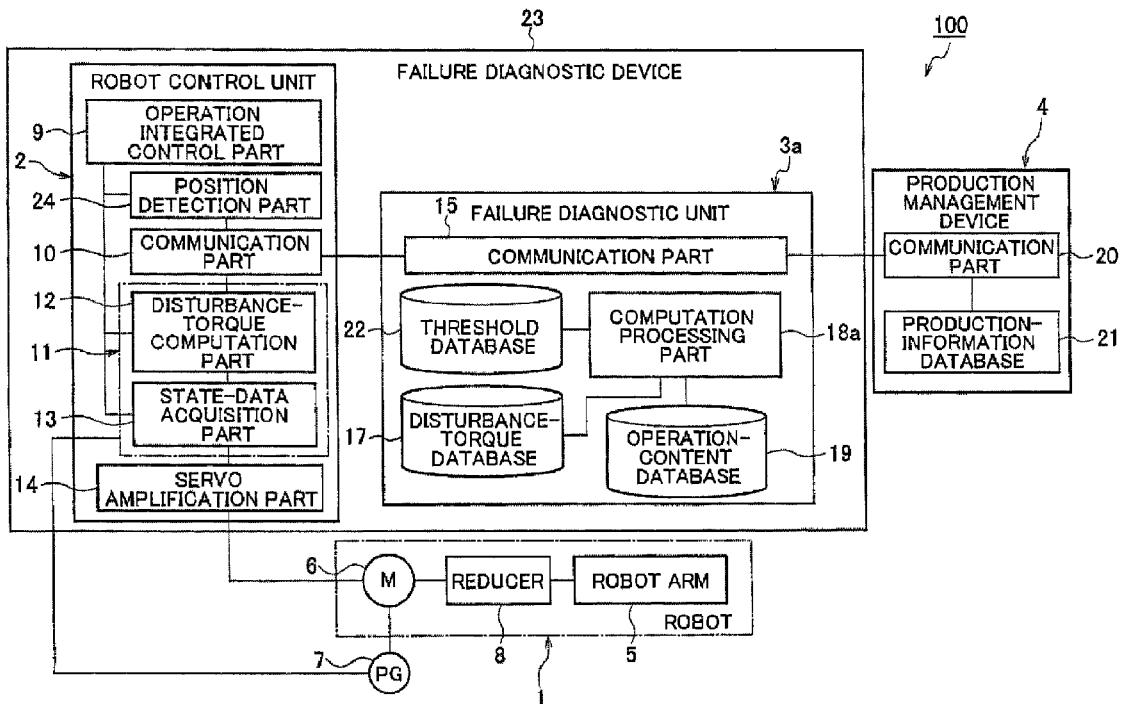 23
100
FAILURE DIAGNOSTIC DEVICE
ROBOT CONTROL UNIT
9
OPERATION
INTEGRATED
CONTROL PART
2
24
POSITION
DETECTION PART
10
COMMUNICATION
PART
12
DISTURBANCE-
TORQUE
COMPUTATION
PART
11
STATE-DATA
ACQUISITION
PART
13
14
SERVO
AMPLIFICATION PART
3a
FAILURE DIAGNOSTIC UNIT
15
COMMUNICATION PART
22
THRESHOLD
DATABASE
COMPUTATION
PROCESSING
PART
18a
17
DISTURBANCE-
TORQUE
DATABASE
OPERATION-
CONTENT
DATABASE
19
4
PRODUCTION
MANAGEMENT
DEVICE
COMMUNICATION
PART
20
PRODUCTION-
INFORMATION
DATABASE
21
6
M
REDUCER
ROBOT ARM
8
5
ROBOT
7
PG
1